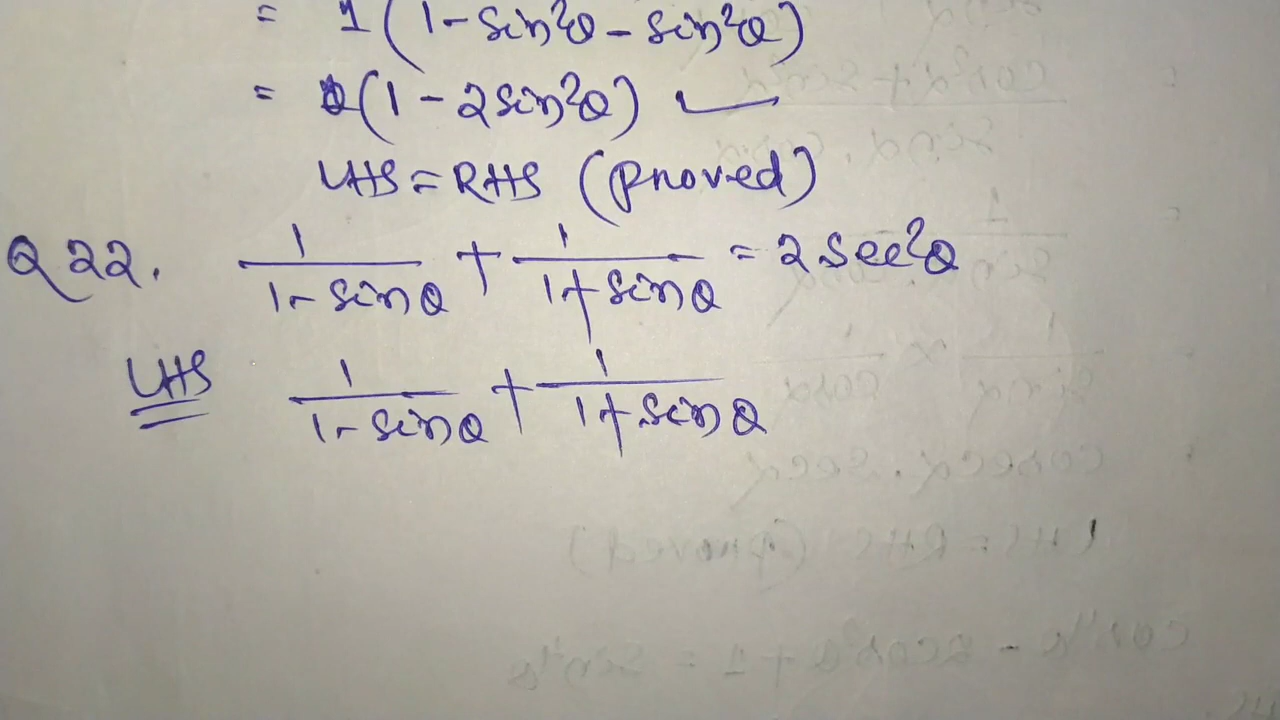 = 1(1-sin²θ-sin²θ)
= (1-2sin²θ)
LHS=RHS (proved)
Q22. 1/(1-sinθ) + 1/(1+sinθ) = 2sec²θ
LHS 1/(1-sinθ) + 1/(1+sinθ)